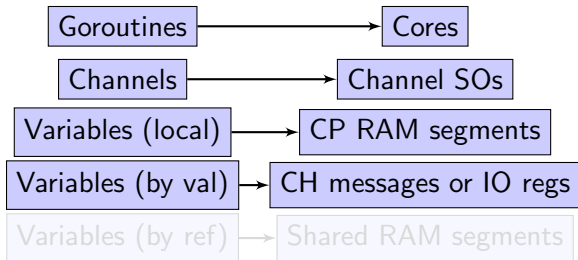 Goroutines Cores
Channels Channel SOs
Variables (local) CP RAM segments
Variables (by val) CH messages or IO regs
Variables (by ref) Shared RAM segments